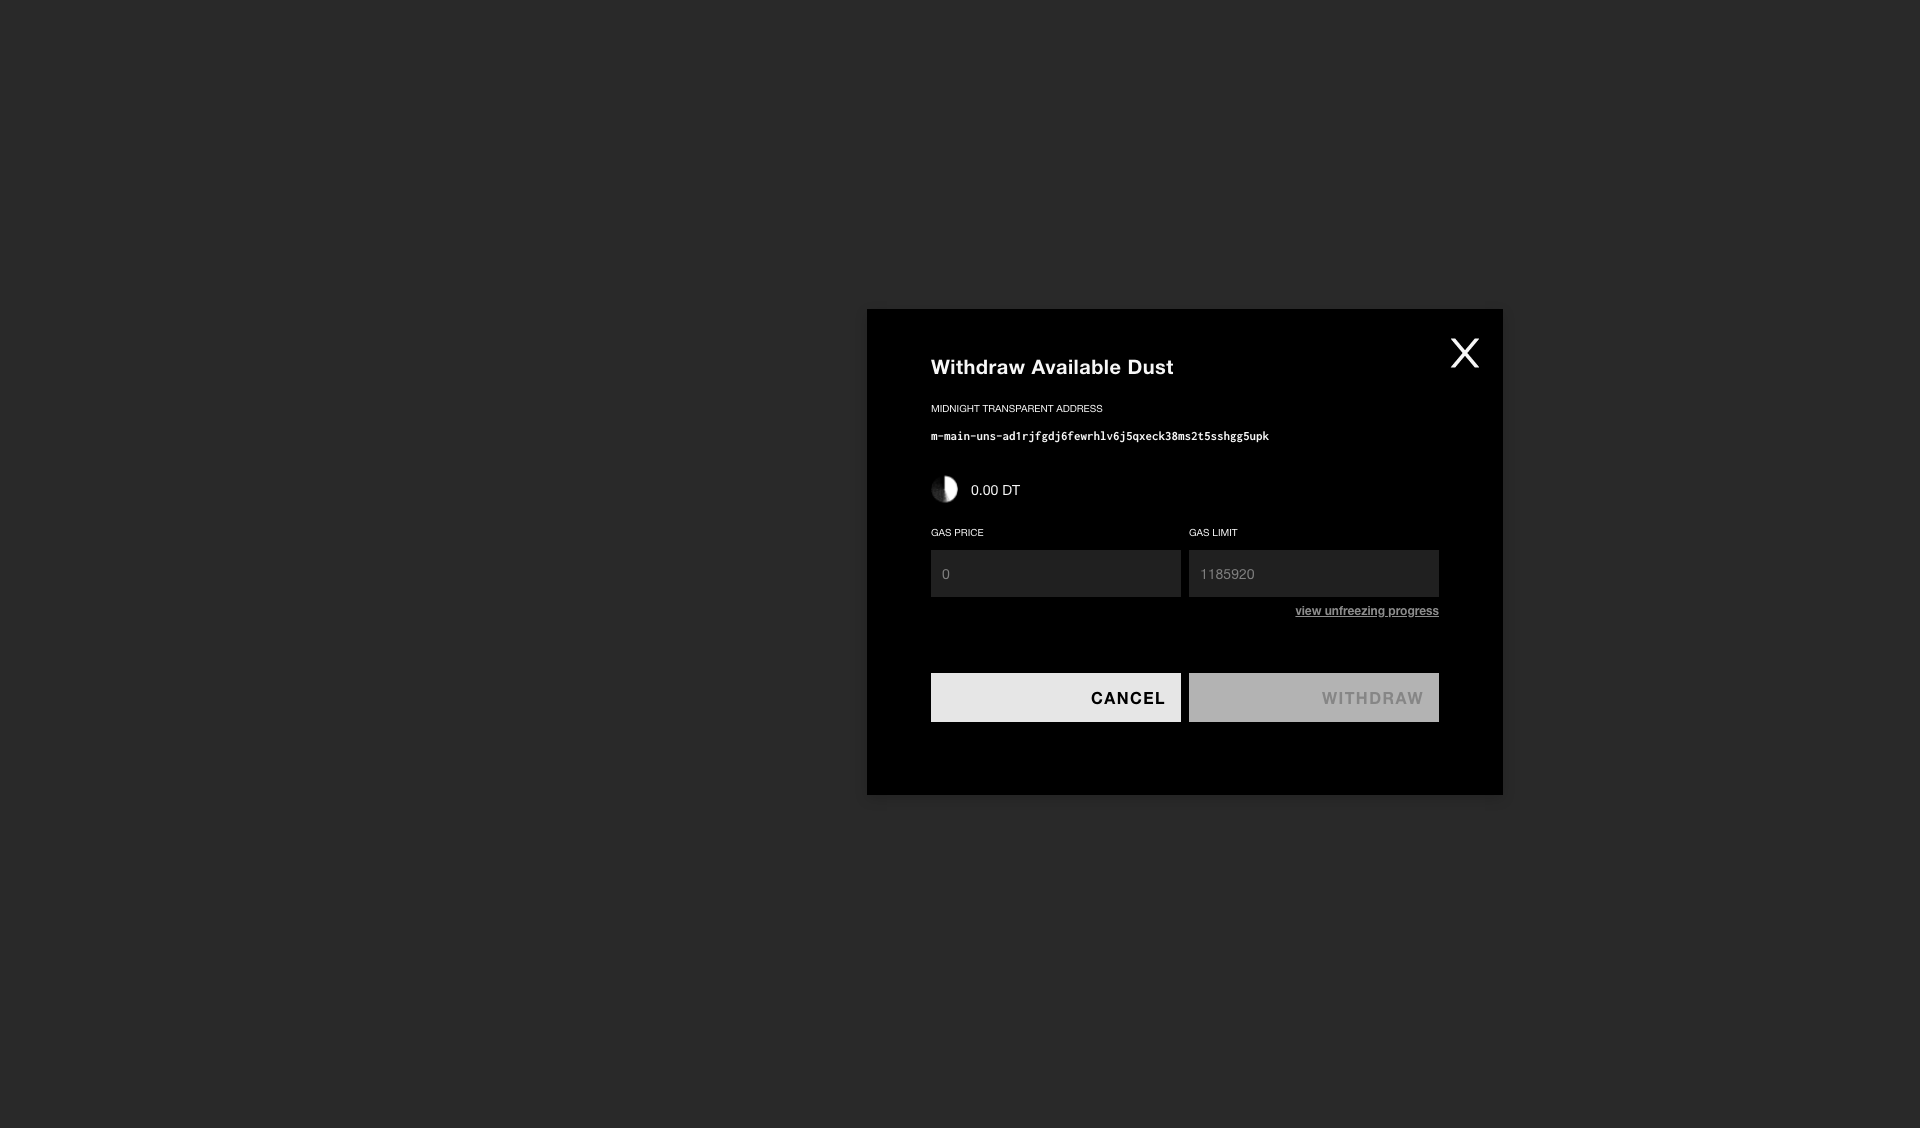 Withdraw Available Dust
MIDNIGHT TRANSPARENT ADDRESS
m-main-uns-ad1rjfgdj6fewrhlv6j5qxeck38ms2t5sshgg5upk
0.00 DT
GAS PRICE
GAS LIMIT
0
1185920
view unfreezing progress
CANCEL
WITHDRAW